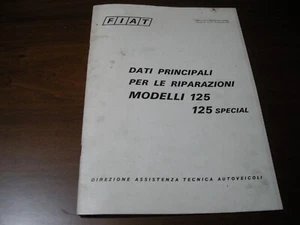 FIAT
DATI PRINCIPALI
PER LE RIPARAZIONI
MODELLI 125
125 SPECIAL
DIREZIONE ASSISTENZA TECNICA AUTOVEICOLI